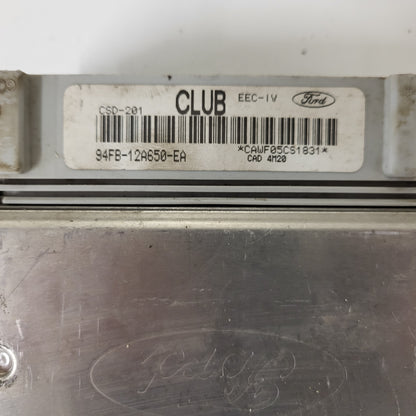 CSD-201 CLUB EEC-IV Ford
94FB-12A650-EA *CAWF05CS1831*
CAD 4M20